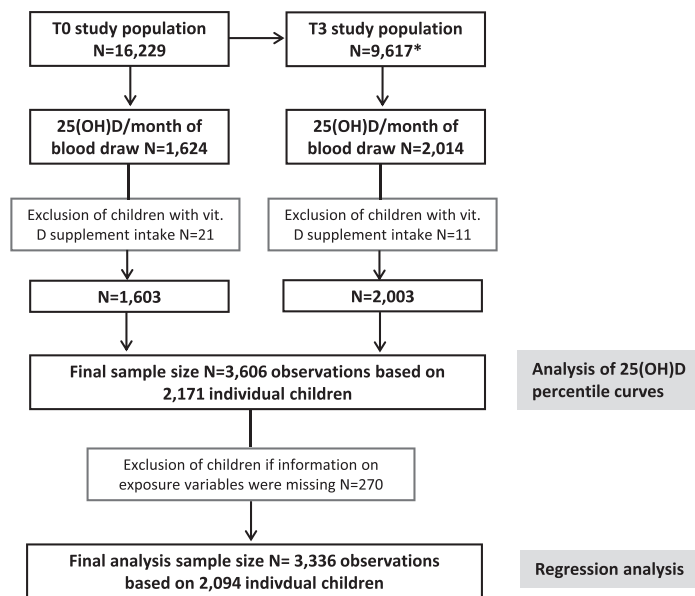 T0 study population
N=16,229
T3 study population
N=9,617*
25(OH)D/month of
blood draw N=1,624
25(OH)D/month of
blood draw N=2,014
Exclusion of children with vit.
D supplement intake N=21
Exclusion of children with vit.
D supplement intake N=11
N=1,603
N=2,003
Final sample size N=3,606 observations based on
2,171 individual children
Analysis of 25(OH)D
percentile curves
Exclusion of children if information on
exposure variables were missing N=270
Final analysis sample size N= 3,336 observations
based on 2,094 indivdual children
Regression analysis